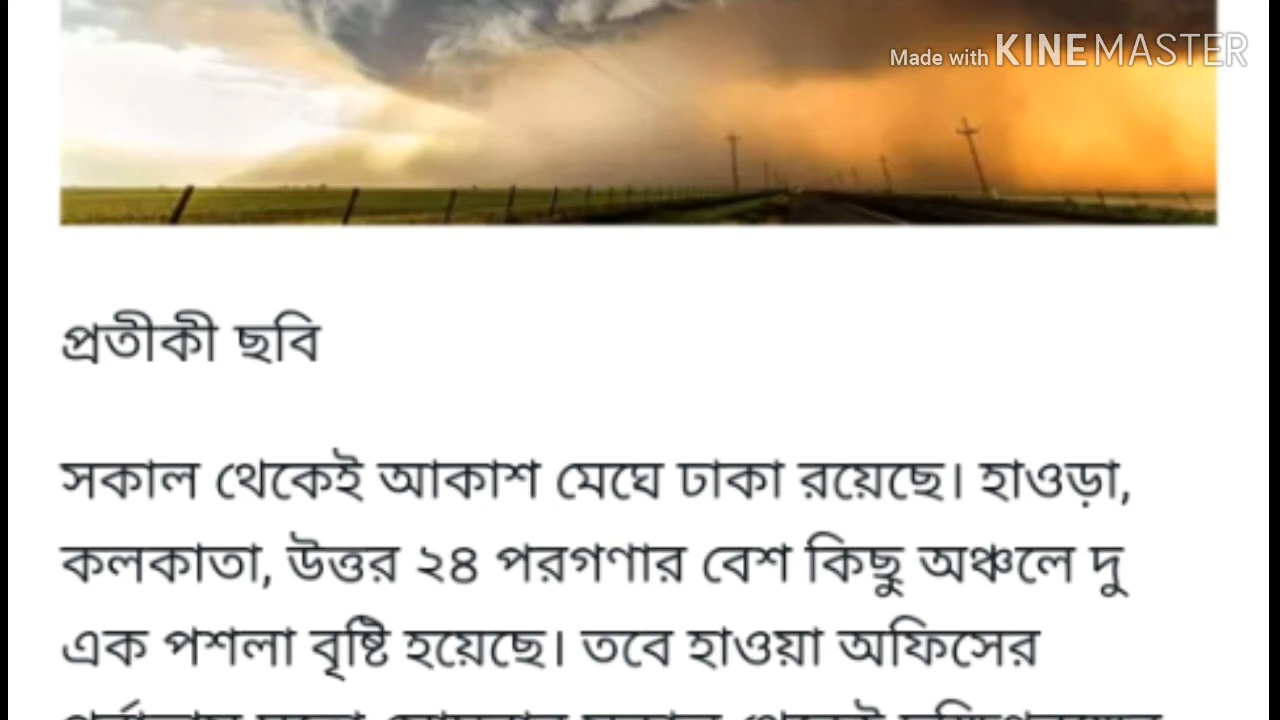 Made with KINEMASTER
প্রতীকী ছবি
সকাল থেকেই আকাশ মেঘে ঢাকা রয়েছে। হাওড়া,
কলকাতা, উত্তর ২৪ পরগণার বেশ কিছু অঞ্চলে দু
এক পশলা বৃষ্টি হয়েছে। তবে হাওয়া অফিসের